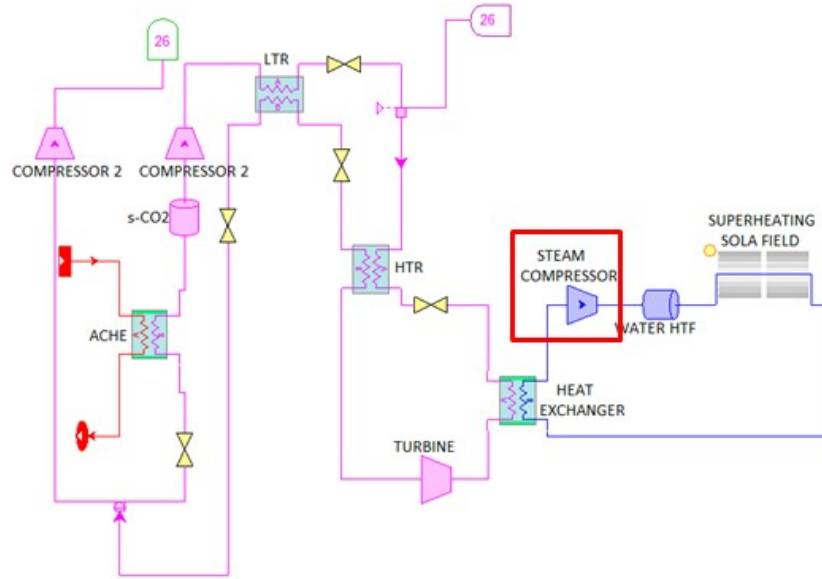 26
26
LTR
COMPRESSOR 2
COMPRESSOR 2
s-CO2
SUPERHEATING
SOLA FIELD
STEAM
COMPRESSOR
HTR
WATER HTF
ACHE
HEAT
EXCHANGER
TURBINE